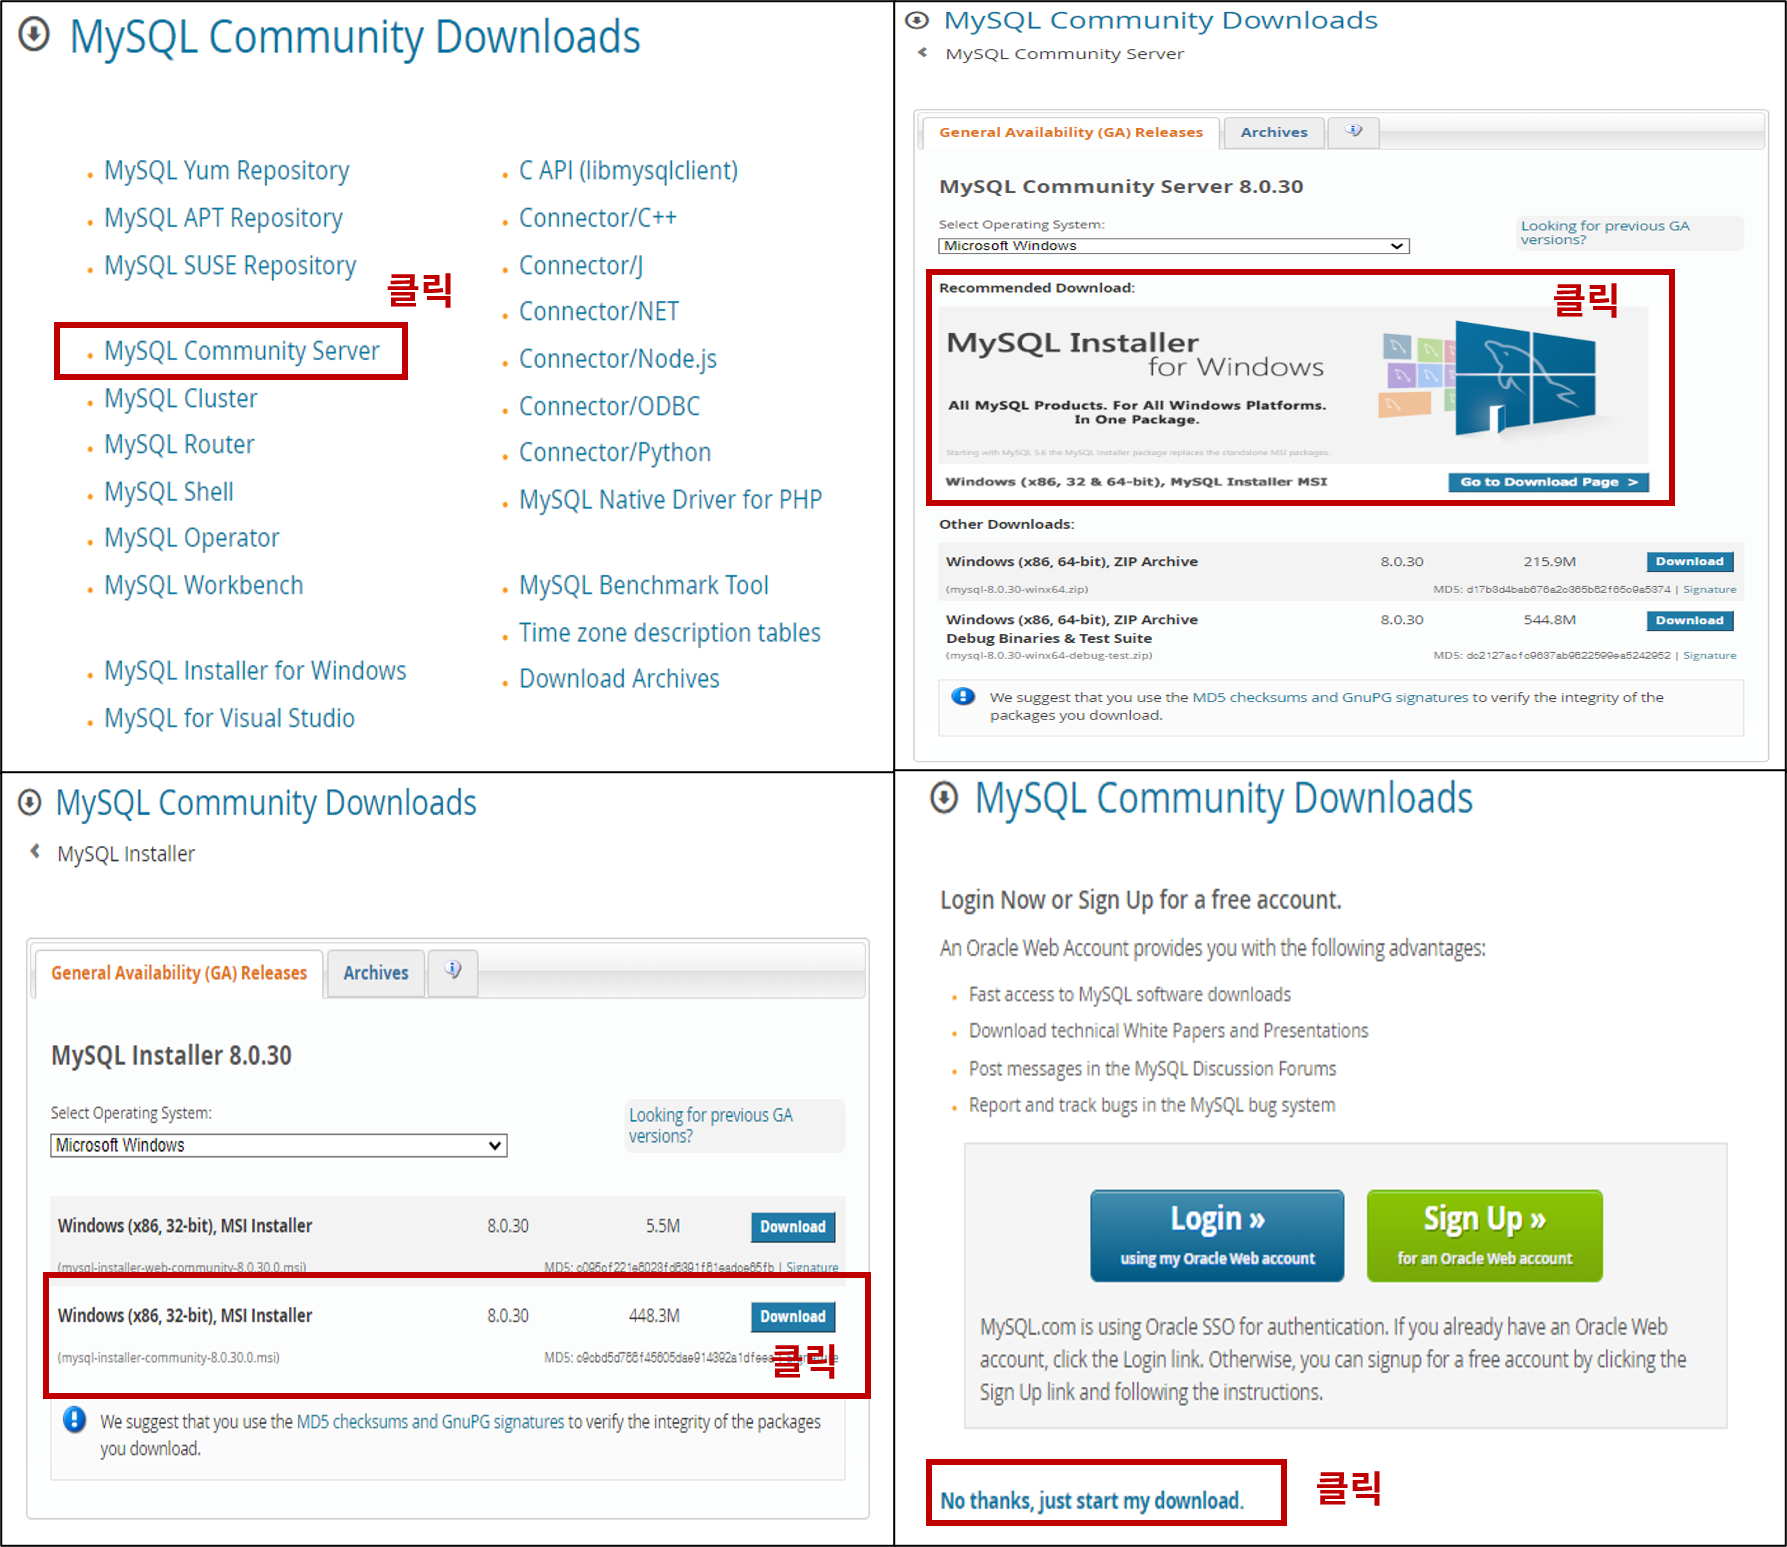 MySQL Community Downloads
MySQL Yum Repository
MySQL APT Repository
MySQL SUSE Repository
클릭
MySQL Community Server
MySQL Cluster
MySQL Router
MySQL Shell
MySQL Operator
MySQL Workbench
MySQL Installer for Windows
MySQL for Visual Studio
C API (libmysqlclient)
Connector/C++
Connector/J
Connector/NET
Connector/Node.js
Connector/ODBC
Connector/Python
MySQL Native Driver for PHP
MySQL Benchmark Tool
Time zone description tables
Download Archives
MySQL Community Downloads
MySQL Community Server
General Availability (GA) Releases Archives
MySQL Community Server 8.0.30
Select Operating System:
Microsoft Windows
Looking for previous GA
versions?
Recommended Download:
클릭
MySQL Installer
for Windows
All MySQL Products. For All Windows Platforms.
In One Package.
Starting with MySQL 5.6 the MySQL Installer package replaces the standalone MSI packages.
Windows (x86, 32 & 64-bit), MySQL Installer MSI
Go to Download Page >
Other Downloads:
Windows (x86, 64-bit), ZIP Archive 8.0.30 215.9M Download
(mysql-8.0.30-winx64.zip) MD5: | Signature
Windows (x86, 64-bit), ZIP Archive 8.0.30 544.8M Download
Debug Binaries & Test Suite
(mysql-8.0.30-winx64-debug-test.zip) MD5: | Signature
We suggest that you use the MD5 checksums and GnuPG signatures to verify the integrity of the
packages you download.
MySQL Community Downloads
MySQL Installer
General Availability (GA) Releases Archives
MySQL Installer 8.0.30
Select Operating System:
Microsoft Windows
Looking for previous GA
versions?
Windows (x86, 32-bit), MSI Installer 8.0.30 5.5M Download
(mysql-installer-web-community-8.0.30.0.msi) MD5: | Signature
Windows (x86, 32-bit), MSI Installer 8.0.30 448.3M Download
(mysql-installer-community-8.0.30.0.msi) MD5:
클릭
We suggest that you use the MD5 checksums and GnuPG signatures to verify the integrity of the packages
you download.
MySQL Community Downloads
Login Now or Sign Up for a free account.
An Oracle Web Account provides you with the following advantages:
Fast access to MySQL software downloads
Download technical White Papers and Presentations
Post messages in the MySQL Discussion Forums
Report and track bugs in the MySQL bug system
Login »
using my Oracle Web account
Sign Up »
for an Oracle Web account
MySQL.com is using Oracle SSO for authentication. If you already have an Oracle Web
account, click the Login link. Otherwise, you can signup for a free account by clicking the
Sign Up link and following the instructions.
No thanks, just start my download.
클릭